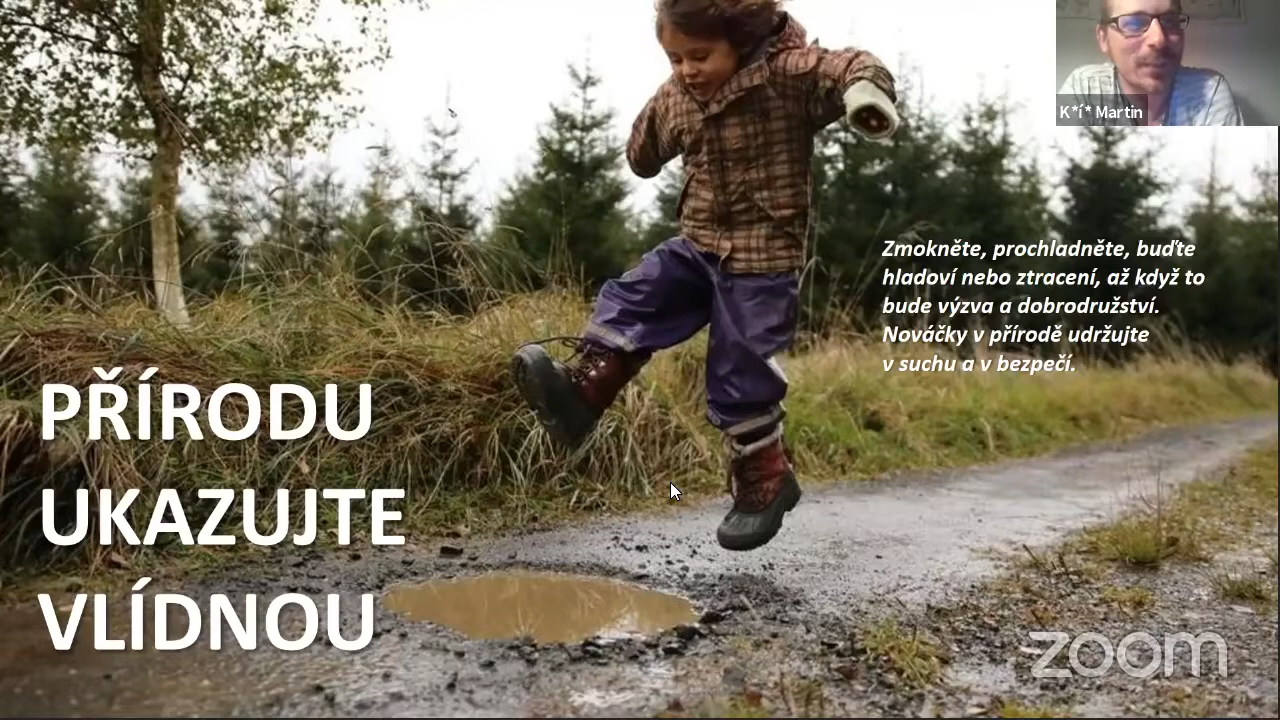 K*í* Martin
Zmokněte, prochladněte, buďte
hladoví nebo ztracení, až když to
bude výzva a dobrodružství.
Nováčky v přírodě udržujte
v suchu a v bezpečí.
PŘÍRODU
UKAZUJTE
VLÍDNOU
zoom